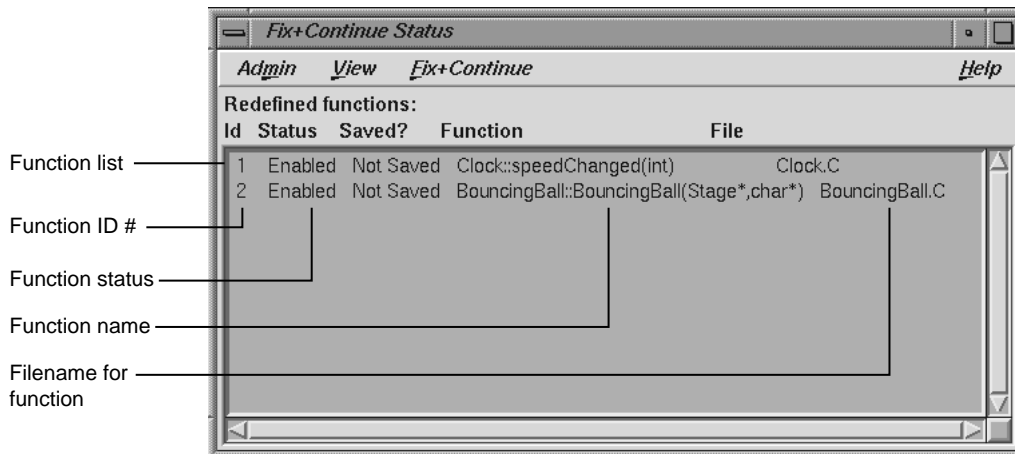 Fix+Continue Status
Admin View Fix+Continue Help
Redefined functions:
Id Status Saved? Function File
Function list
1 Enabled Not Saved Clock::speedChanged(int) Clock.C
2 Enabled Not Saved BouncingBall::BouncingBall(Stage*,char*) BouncingBall.C
Function ID #
Function status
Function name
Filename for
function